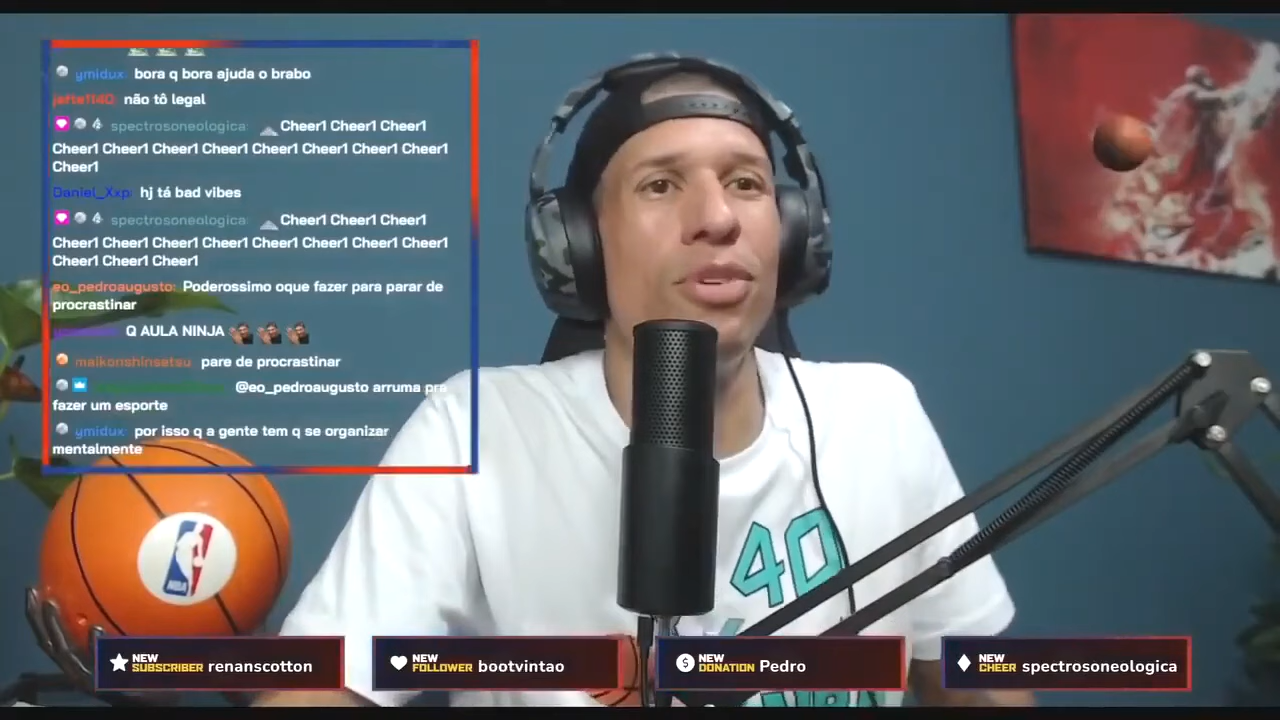 ymidux: bora q bora ajuda o brabo
jafte1140: não tô legal
spectrosoneologica: Cheer1 Cheer1 Cheer1
Cheer1 Cheer1 Cheer1 Cheer1 Cheer1 Cheer1 Cheer1 Cheer1
Cheer1
Daniel_Xxp: hj tá bad vibes
spectrosoneologica: Cheer1 Cheer1 Cheer1
Cheer1 Cheer1 Cheer1 Cheer1 Cheer1 Cheer1 Cheer1 Cheer1
Cheer1 Cheer1 Cheer1
eo_pedroaugusto: Poderossimo oque fazer para parar de
procrastinar
Q AULA NINJA
maikonshinsetsu: pare de procrastinar
@eo_pedroaugusto arruma pra
fazer um esporte
ymidux: por isso q a gente tem q se organizar
mentalmente
40
NBA
NEW
SUBSCRIBER renanscotton
NEW
FOLLOWER bootvintao
NEW
DONATION Pedro
NEW
CHEER spectrosoneologica